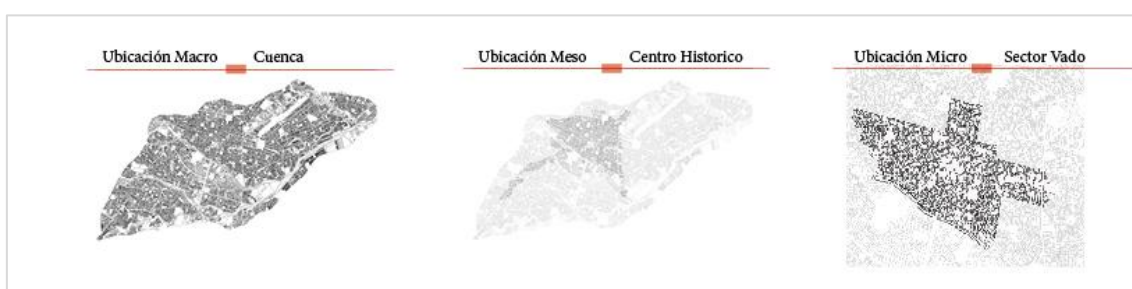 Ubicación Macro Cuenca
Ubicación Meso Centro Historico
Ubicación Micro Sector Vado